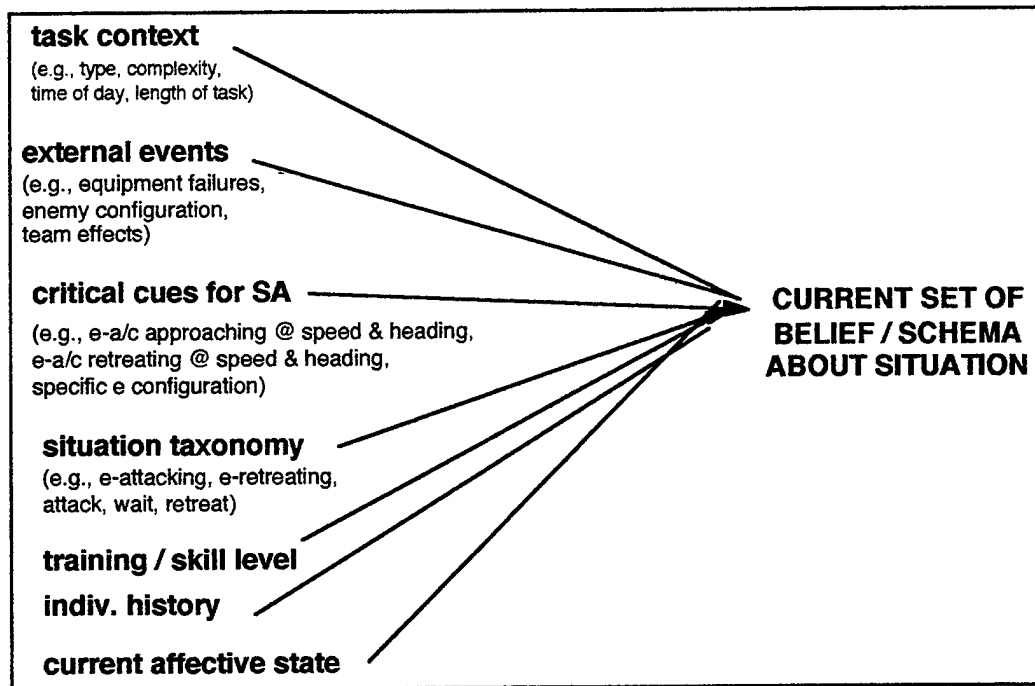 task context
(e.g., type, complexity,
time of day, length of task)
external events
(e.g., equipment failures,
enemy configuration,
team effects)
critical cues for SA
(e.g., e-a/c approaching @ speed & heading,
e-a/c retreating @ speed & heading,
specific e configuration)
situation taxonomy
(e.g., e-attacking, e-retreating,
attack, wait, retreat)
training / skill level
indiv. history
current affective state
CURRENT SET OF
BELIEF / SCHEMA
ABOUT SITUATION